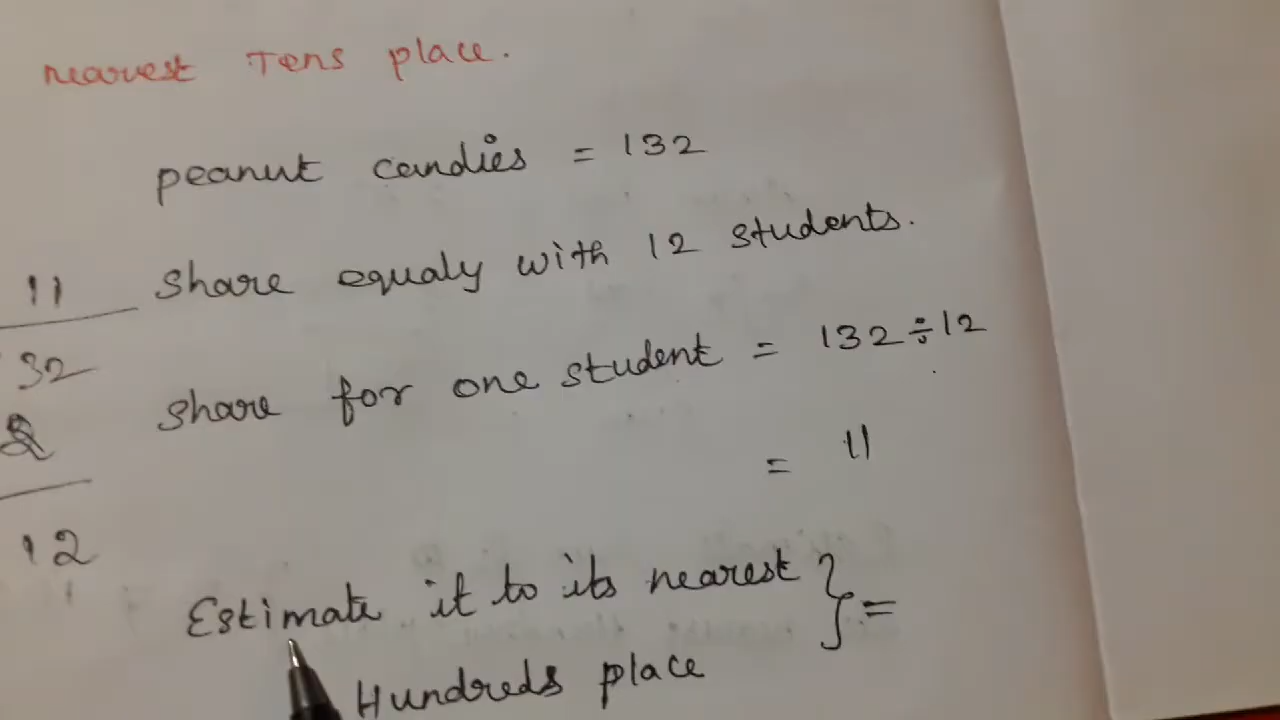 nearest Tens place.
peanut candies = 132
11
share equaly with 12 students.
32
share for one student = 132 ÷ 12
= 11
12
Estimate it to its nearest } =
Hundreds place